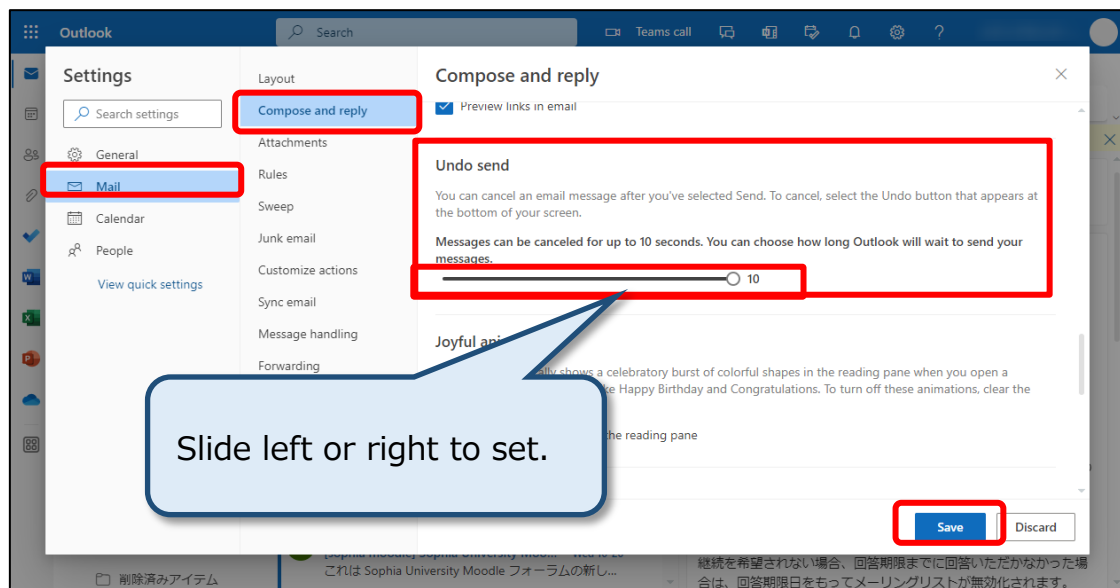 Outlook
Search
Teams call
Settings
Search settings
General
Mail
Calendar
People
View quick settings
Layout
Compose and reply
Attachments
Rules
Sweep
Junk email
Customize actions
Sync email
Message handling
Forwarding
Compose and reply
Preview links in email
Undo send
You can cancel an email message after you've selected Send. To cancel, select the Undo button that appears at
the bottom of your screen.
Messages can be canceled for up to 10 seconds. You can choose how long Outlook will wait to send your
messages.
10
Joyful
shows a celebratory burst of colorful shapes in the reading pane when you open a
Happy Birthday and Congratulations. To turn off these animations, clear the
the reading pane
Slide left or right to set.
Save
Discard
削除済みアイテム
これは Sophia University Moodle フォーラムの新し...
継続を希望されない場合、回答期限までに回答いただかなかった場
合は、回答期限日をもってメーリングリストが無効化されます。